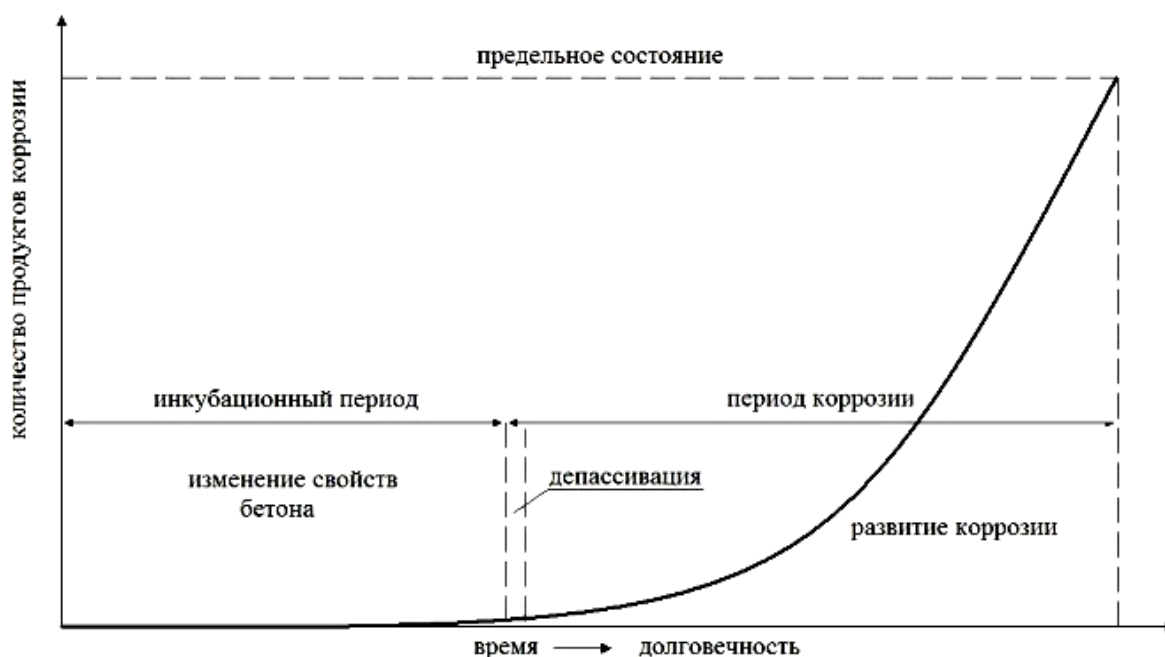 предельное состояние
количество продуктов коррозии
инкубационный период
период коррозии
изменение свойств
бетона
депассивация
развитие коррозии
время
долговечность